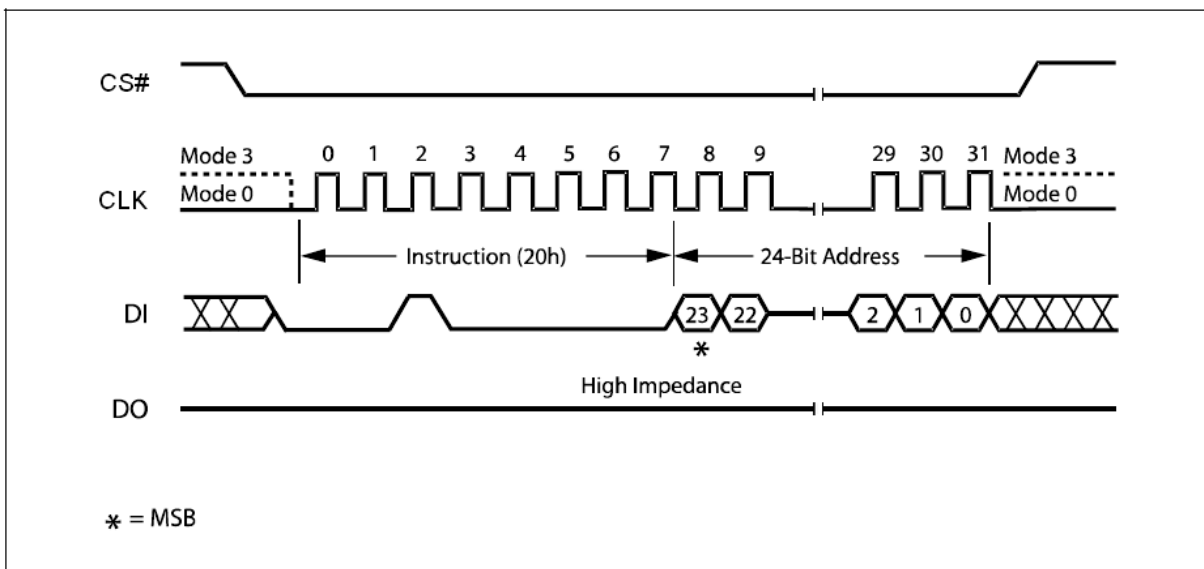 CS#
Mode 3 0 1 2 3 4 5 6 7 8 9 29 30 31 Mode 3
CLK Mode 0 Mode 0
Instruction (20h) 24-Bit Address
DI 23 22 2 1 0
*
High Impedance
DO
* = MSB